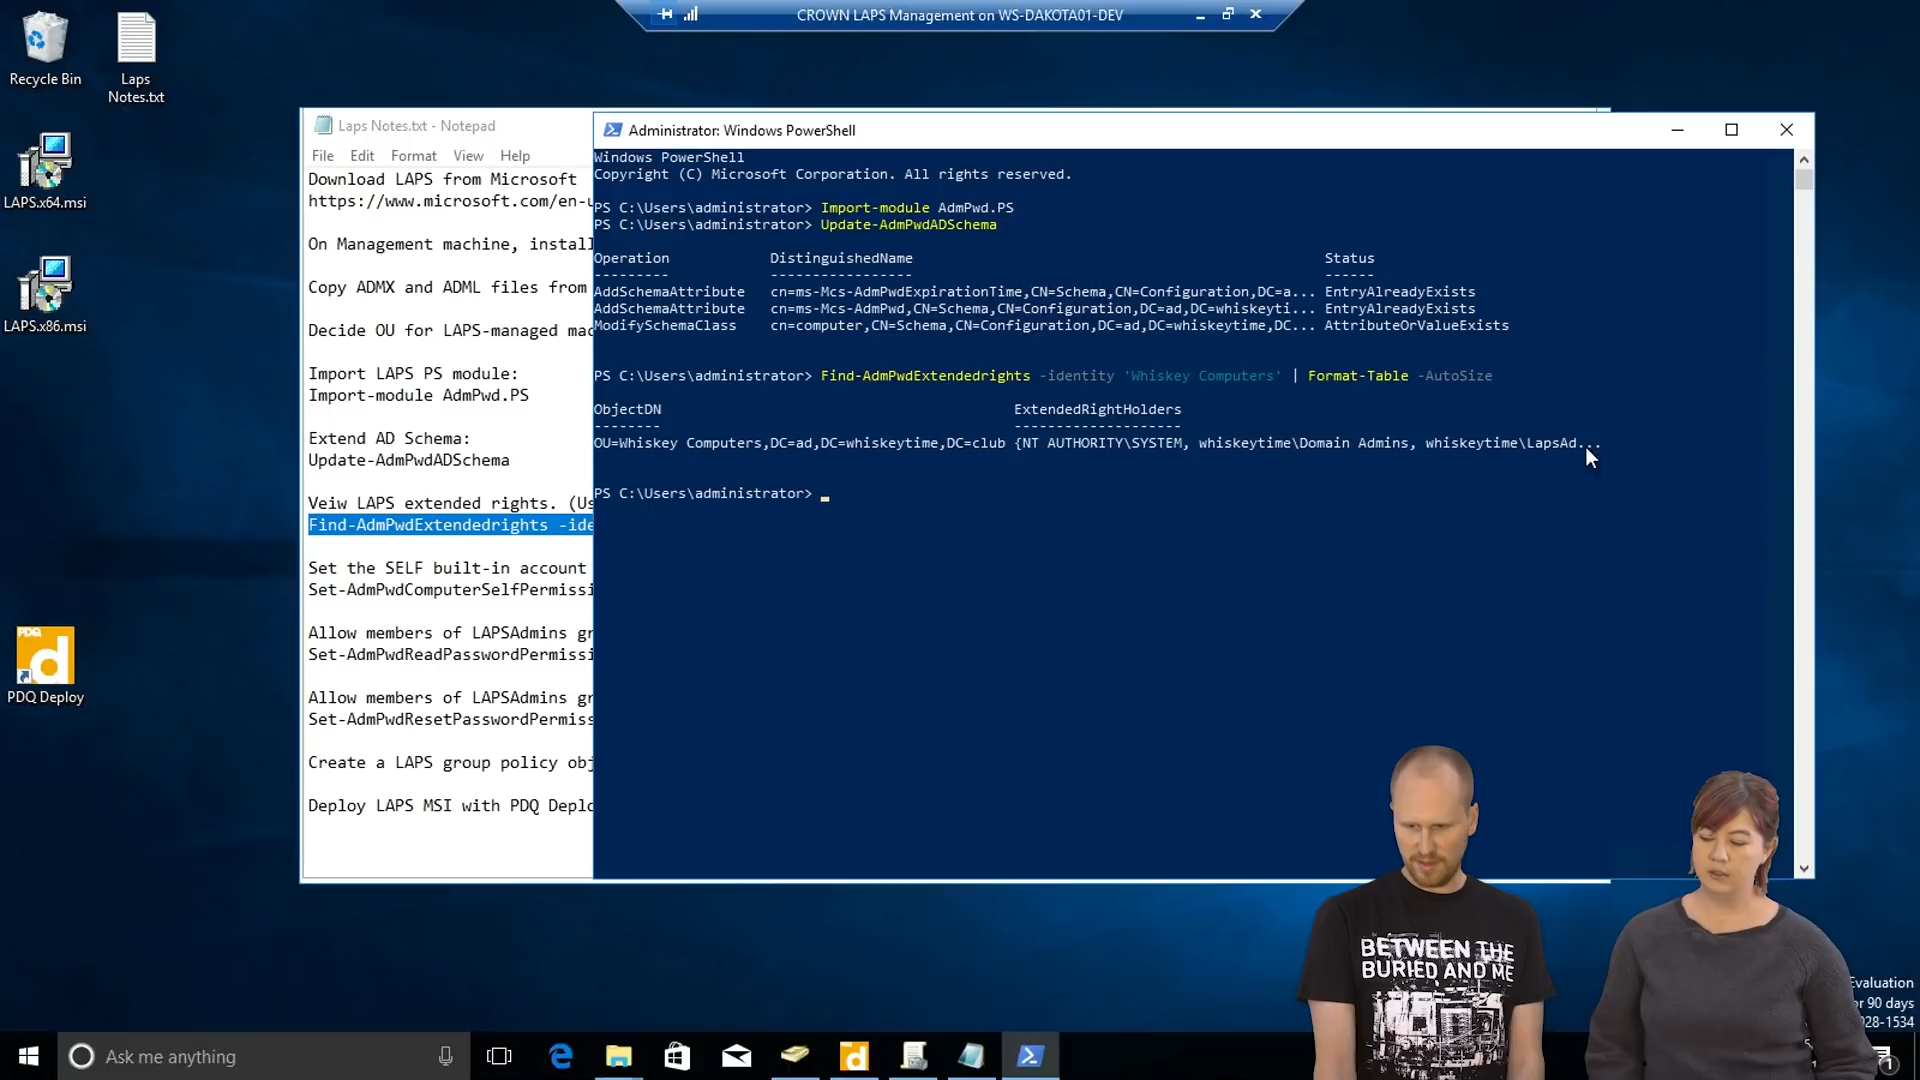 CROWN LAPS Management on WS-DAKOTA01-DEV
Recycle Bin
Laps
Notes.txt
LAPS.x64.msi
LAPS.x86.msi
PDQ
d
PDQ Deploy
Laps Notes.txt - Notepad
File Edit Format View Help
Download LAPS from Microsoft
https://www.microsoft.com/en-u
On Management machine, install
Copy ADMX and ADML files from
Decide OU for LAPS-managed mac
Import LAPS PS module:
Import-module AdmPwd.PS
Extend AD Schema:
Update-AdmPwdADSchema
Veiw LAPS extended rights. (Us
Find-AdmPwdExtendedrights -ide
Set the SELF built-in account
Set-AdmPwdComputerSelfPermissi
Allow members of LAPSAdmins gr
Set-AdmPwdReadPasswordPermissi
Allow members of LAPSAdmins gr
Set-AdmPwdResetPasswordPermiss
Create a LAPS group policy obj
Deploy LAPS MSI with PDQ Deplo
Administrator: Windows PowerShell
Windows PowerShell
Copyright (C) Microsoft Corporation. All rights reserved.
PS C:\Users\administrator> Import-module AdmPwd.PS
PS C:\Users\administrator> Update-AdmPwdADSchema
Operation DistinguishedName Status
--------- ----------------- ------
AddSchemaAttribute cn=ms-Mcs-AdmPwdExpirationTime,CN=Schema,CN=Configuration,DC=a... EntryAlreadyExists
AddSchemaAttribute cn=ms-Mcs-AdmPwd,CN=Schema,CN=Configuration,DC=ad,DC=whiskeyti... EntryAlreadyExists
ModifySchemaClass cn=computer,CN=Schema,CN=Configuration,DC=ad,DC=whiskeytime,DC... AttributeOrValueExists
PS C:\Users\administrator> Find-AdmPwdExtendedrights -identity 'Whiskey Computers' | Format-Table -AutoSize
ObjectDN ExtendedRightHolders
-------- --------------------
OU=Whiskey Computers,DC=ad,DC=whiskeytime,DC=club {NT AUTHORITY\SYSTEM, whiskeytime\Domain Admins, whiskeytime\LapsAd...
PS C:\Users\administrator>
BETWEEN THE
BURIED AND ME
Evaluation
or 90 days
028-1534
Ask me anything
d
1